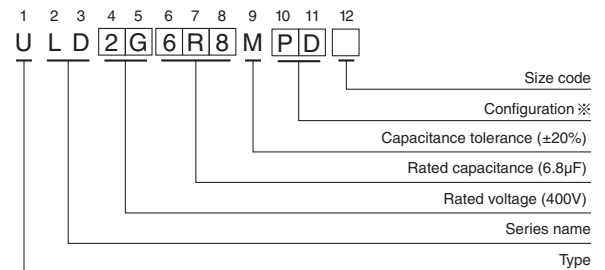 1 2 3 4 5 6 7 8 9 10 11 12
U L D 2 G 6 R 8 M P D
Size code
Configuration ※
Capacitance tolerance (±20%)
Rated capacitance (6.8µF)
Rated voltage (400V)
Series name
Type